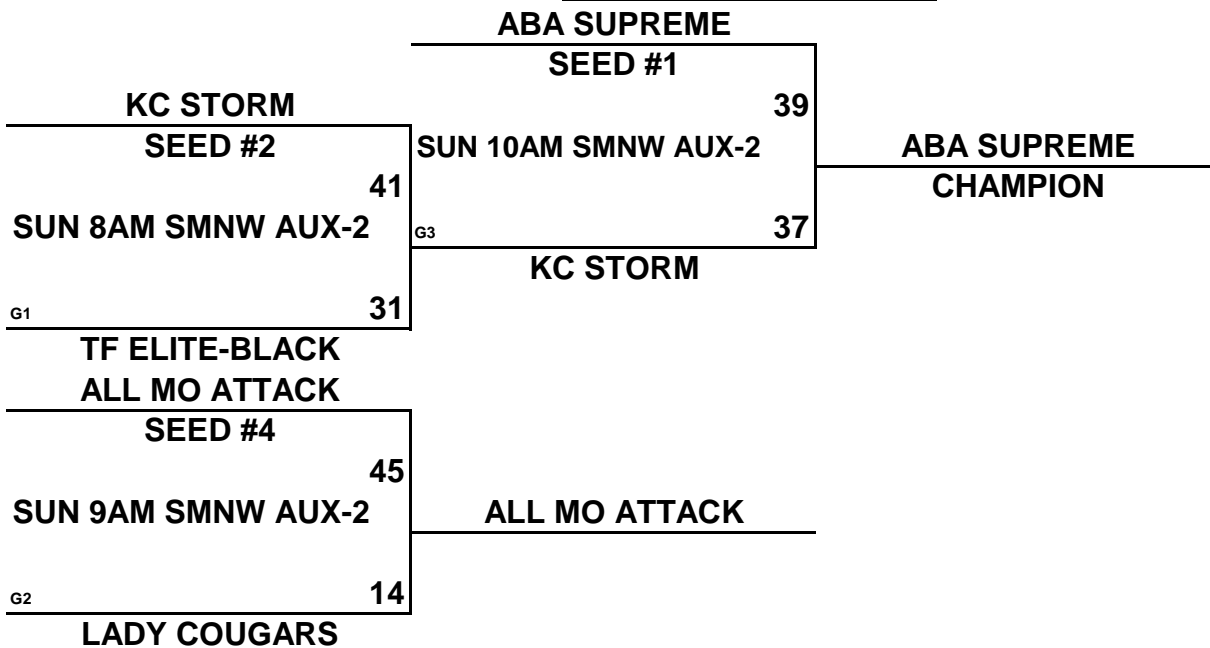 ABA SUPREME
SEED #1
KC STORM
39
SEED #2
SUN 10AM SMNW AUX-2
ABA SUPREME
41
CHAMPION
SUN 8AM SMNW AUX-2
G3
37
KC STORM
G1
31
TF ELITE-BLACK
ALL MO ATTACK
SEED #4
45
SUN 9AM SMNW AUX-2
ALL MO ATTACK
G2
14
LADY COUGARS